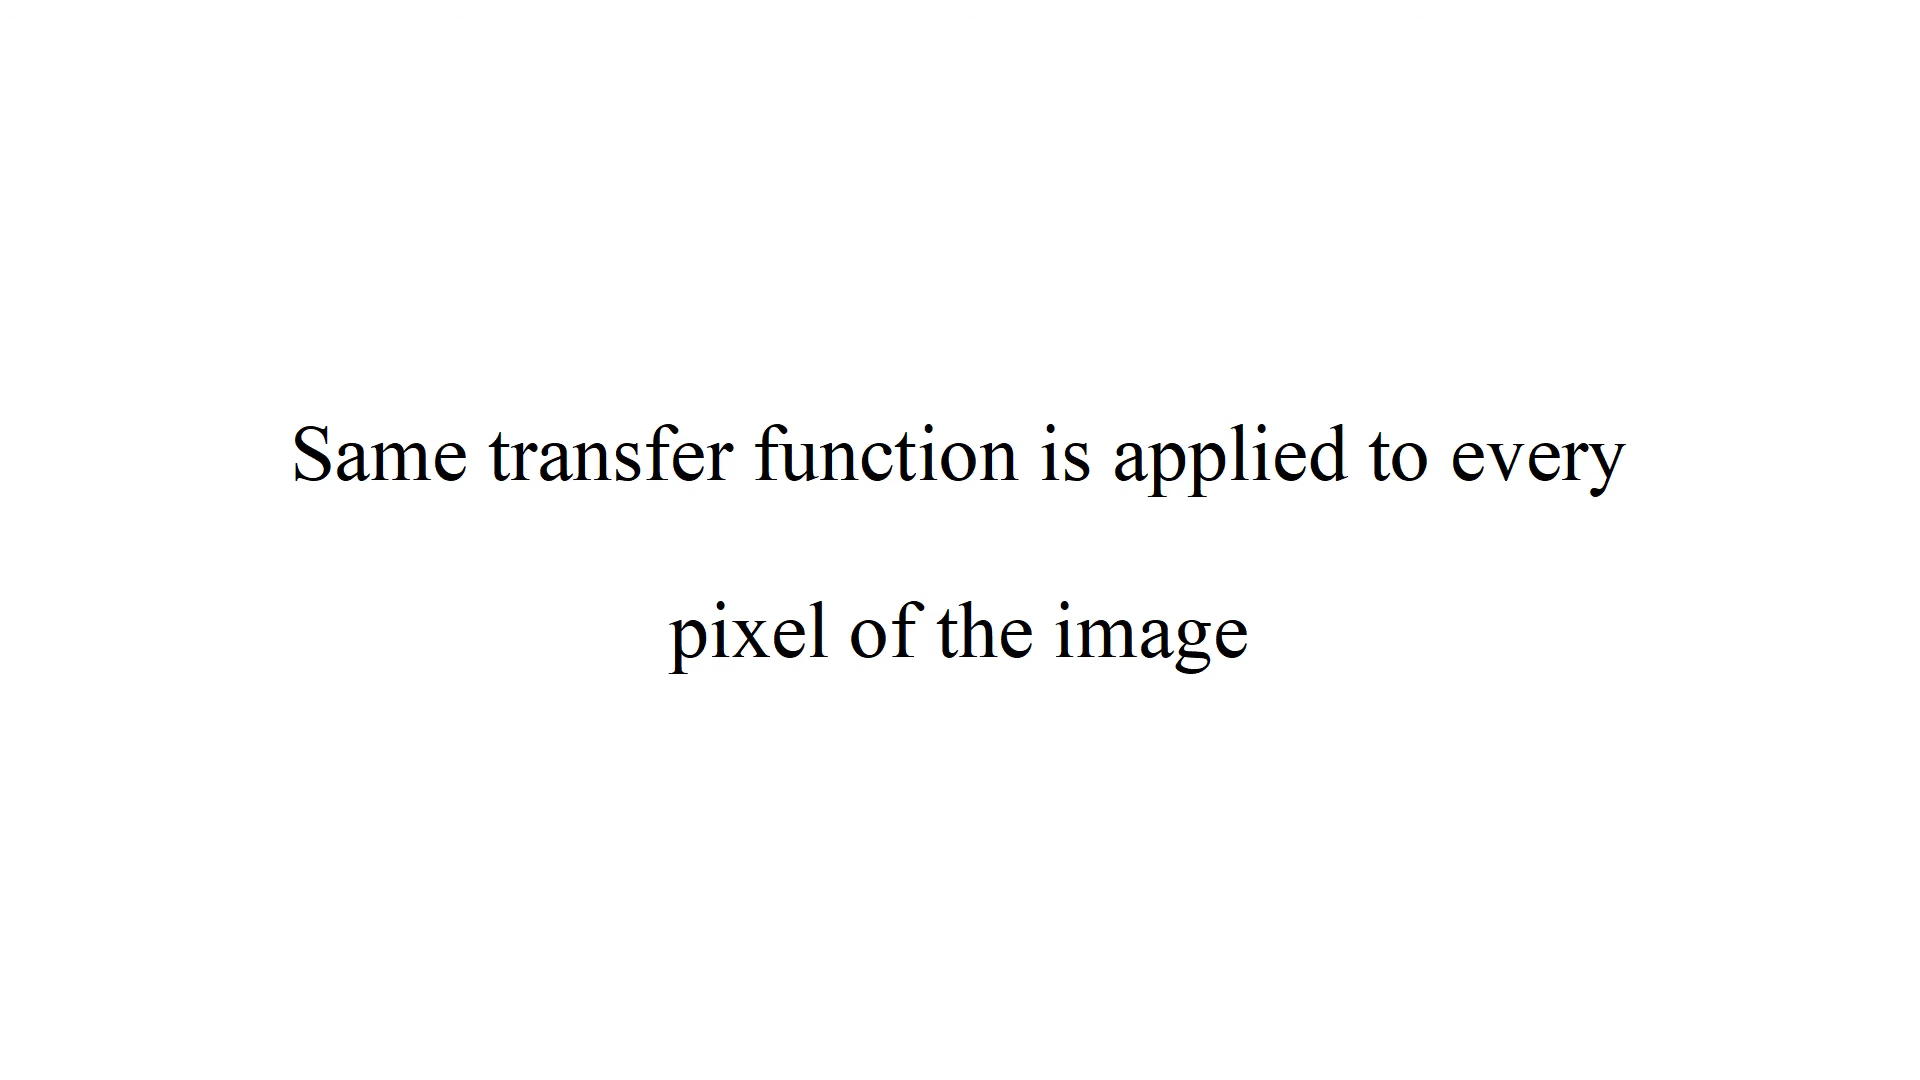 Same transfer function is applied to every
pixel of the image